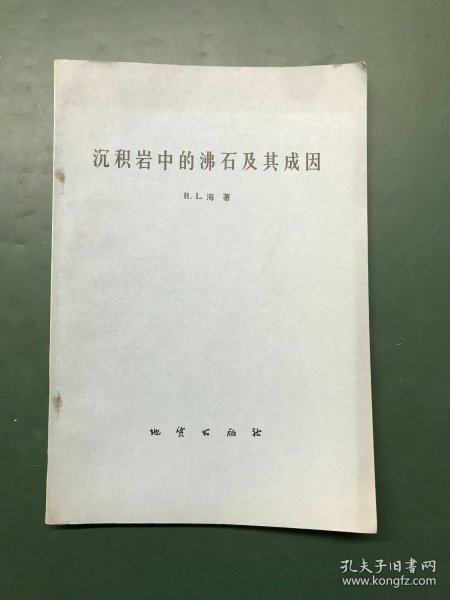 沉积岩中的沸石及其成因
R. L. 海 著
地质出版社
孔夫子旧书网
www.kongfz.com